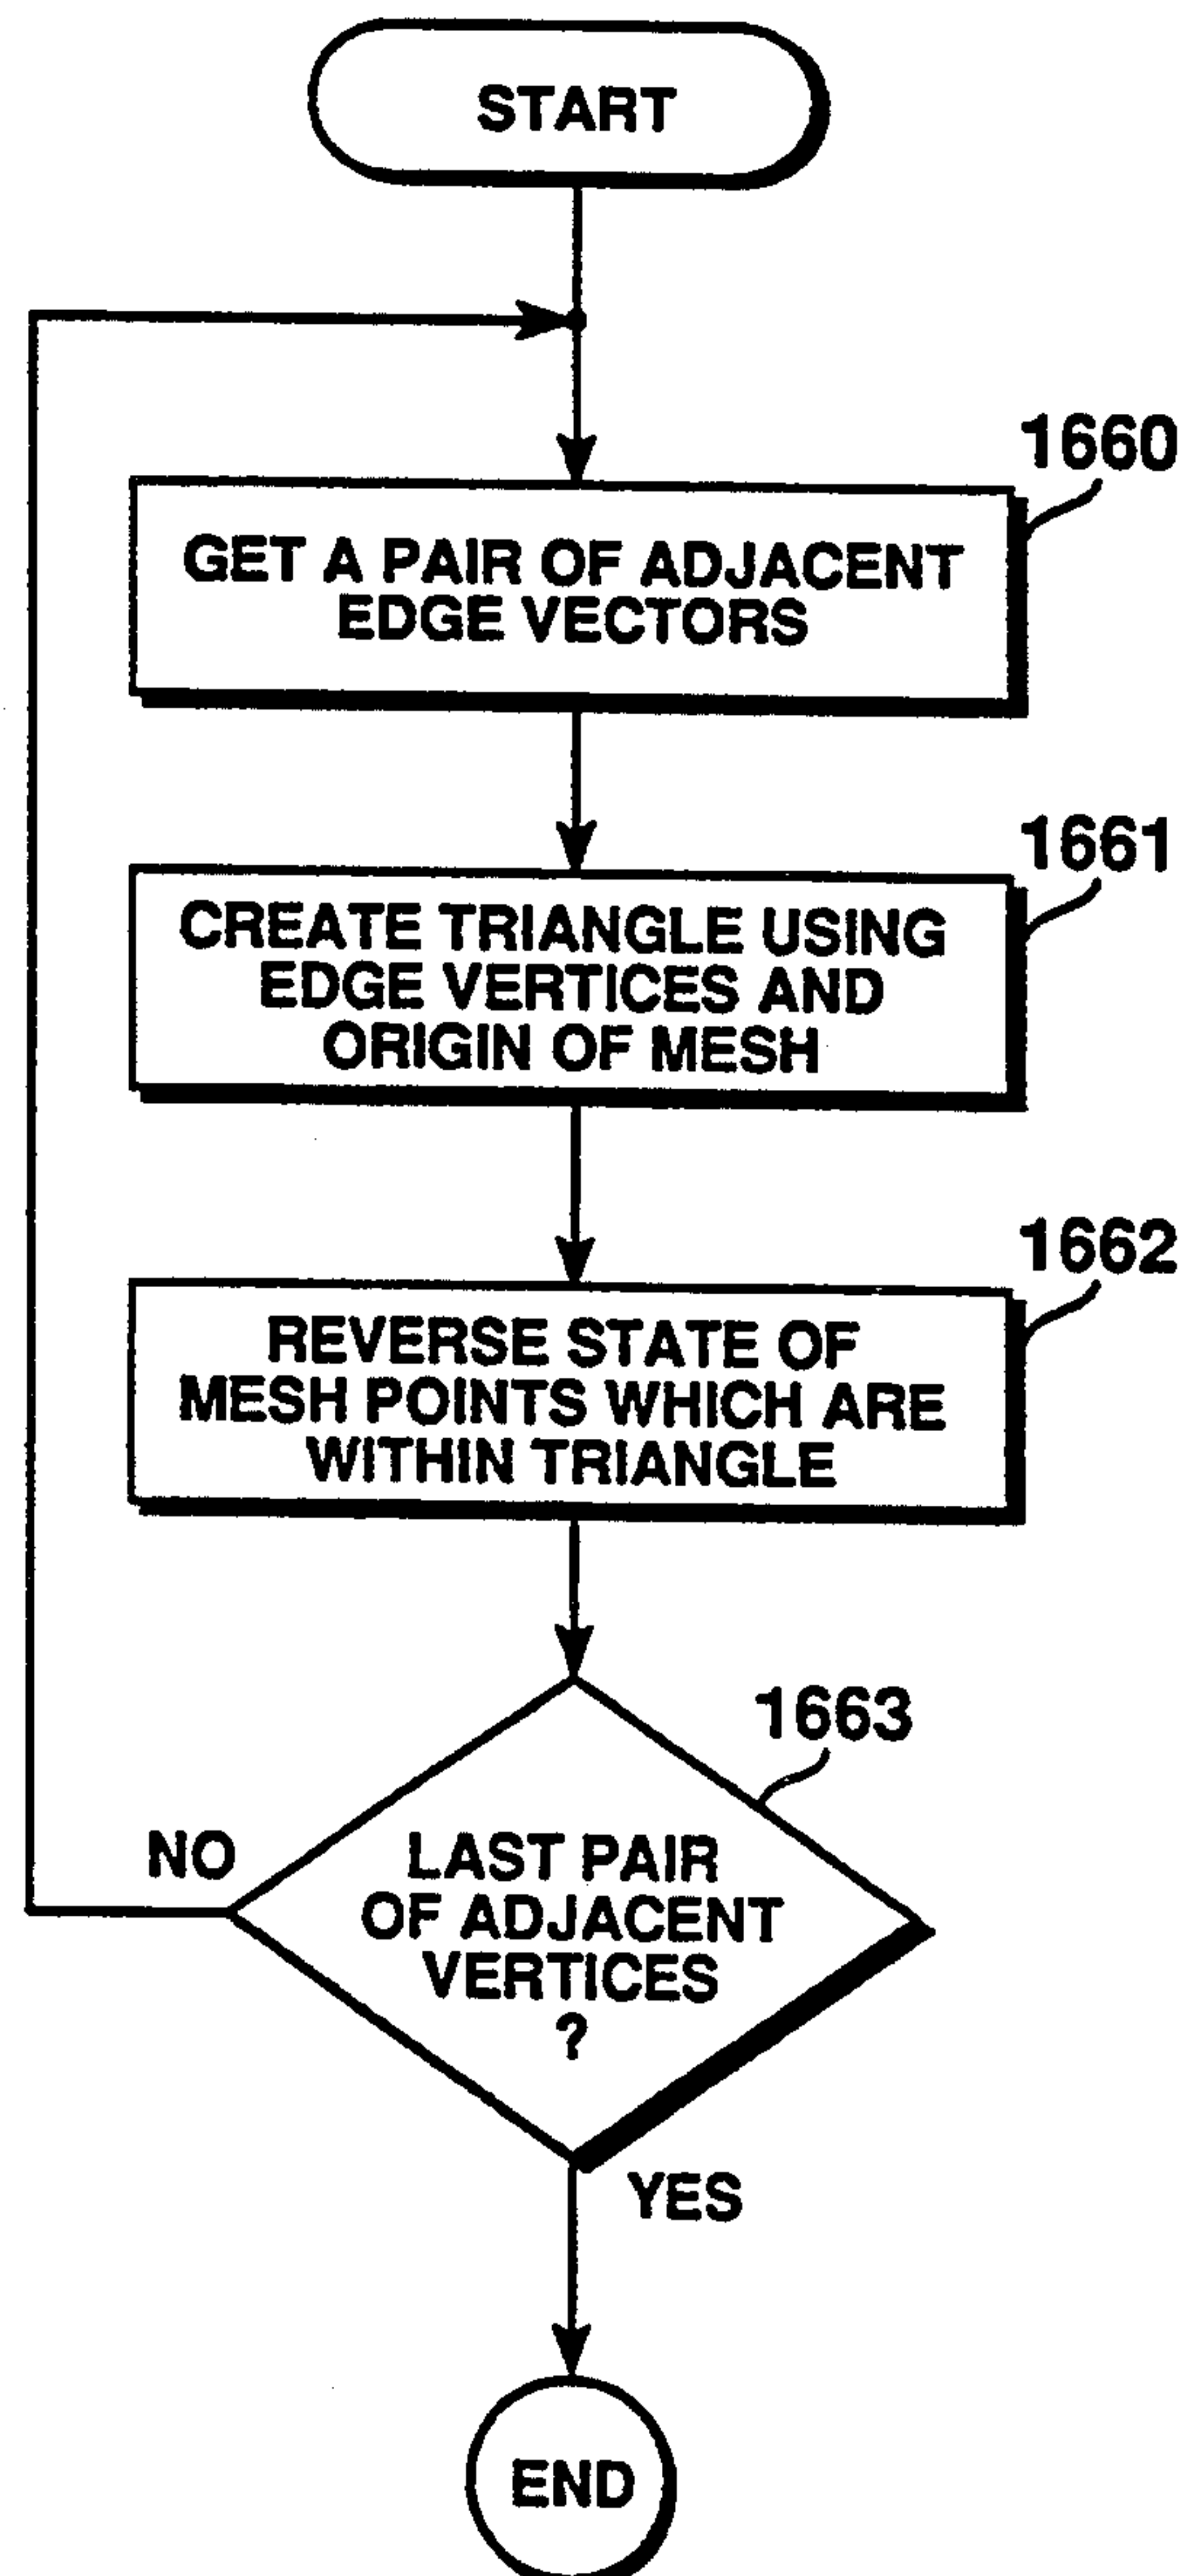 START
1660
GET A PAIR OF ADJACENT
EDGE VECTORS
1661
CREATE TRIANGLE USING
EDGE VERTICES AND
ORIGIN OF MESH
1662
REVERSE STATE OF
MESH POINTS WHICH ARE
WITHIN TRIANGLE
1663
NO
LAST PAIR
OF ADJACENT
VERTICES
?
YES
END